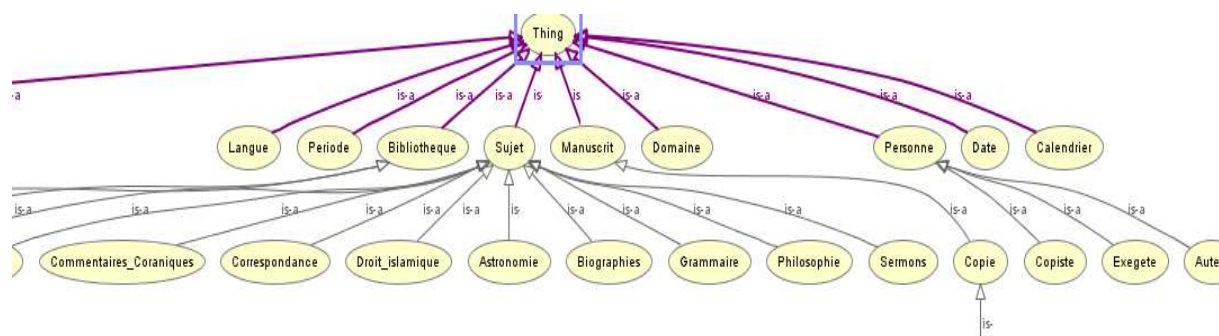 Thing
is-a is-a is-a is-a is- is is-a is-a is-a is-a
Langue Periode Bibliotheque Sujet Manuscrit Domaine Personne Date Calendrier
is-a is-a is-a is-a is-a is-a is- is-a is-a is-a is-a is-a is-a is-a is-a
Commentaires_Coraniques Correspondance Droit_islamique Astronomie Biographies Grammaire Philosophie Sermons Copie Copiste Exegete Aute
is-